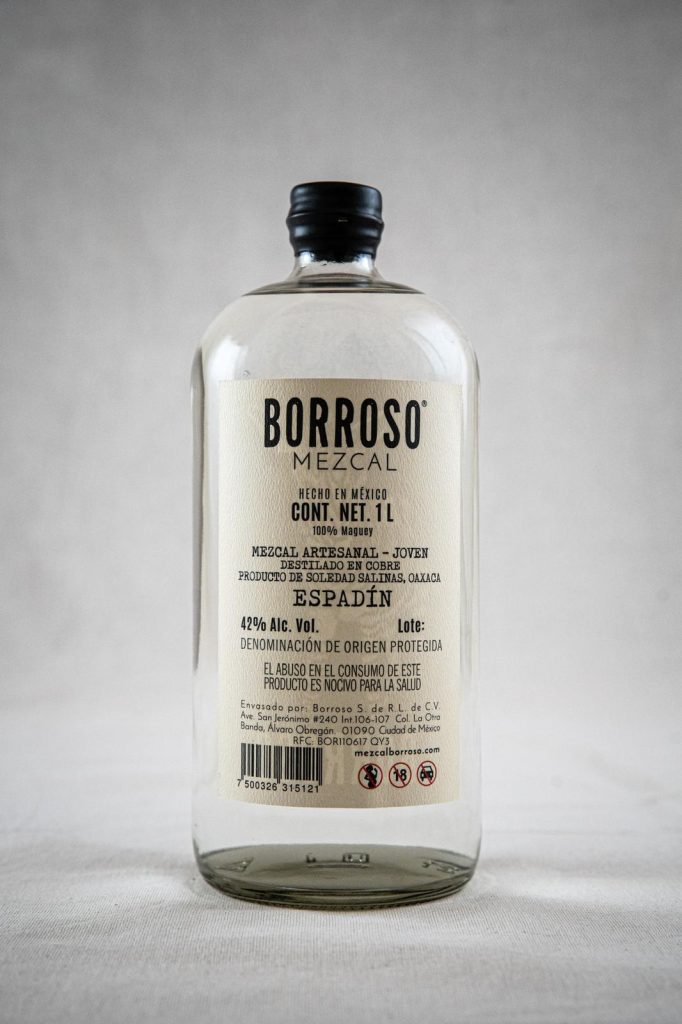 BORROSO®
MEZCAL
HECHO EN MÉXICO
CONT. NET. 1 L
100% Maguey
MEZCAL ARTESANAL - JOVEN
DESTILADO EN COBRE
PRODUCTO DE SOLEDAD SALINAS, OAXACA
ESPADÍN
42% Alc. Vol. Lote:
DENOMINACIÓN DE ORIGEN PROTEGIDA
EL ABUSO EN EL CONSUMO DE ESTE
PRODUCTO ES NOCIVO PARA LA SALUD
Envasado por: Borroso S. de R.L. de C.V.
Ave. San Jerónimo #240 Int.106-107 Col. La Otra
Banda, Álvaro Obregón. 01090 Ciudad de México
RFC: BOR110617 QY3
mezcalborroso.com
18
7 500326 315121